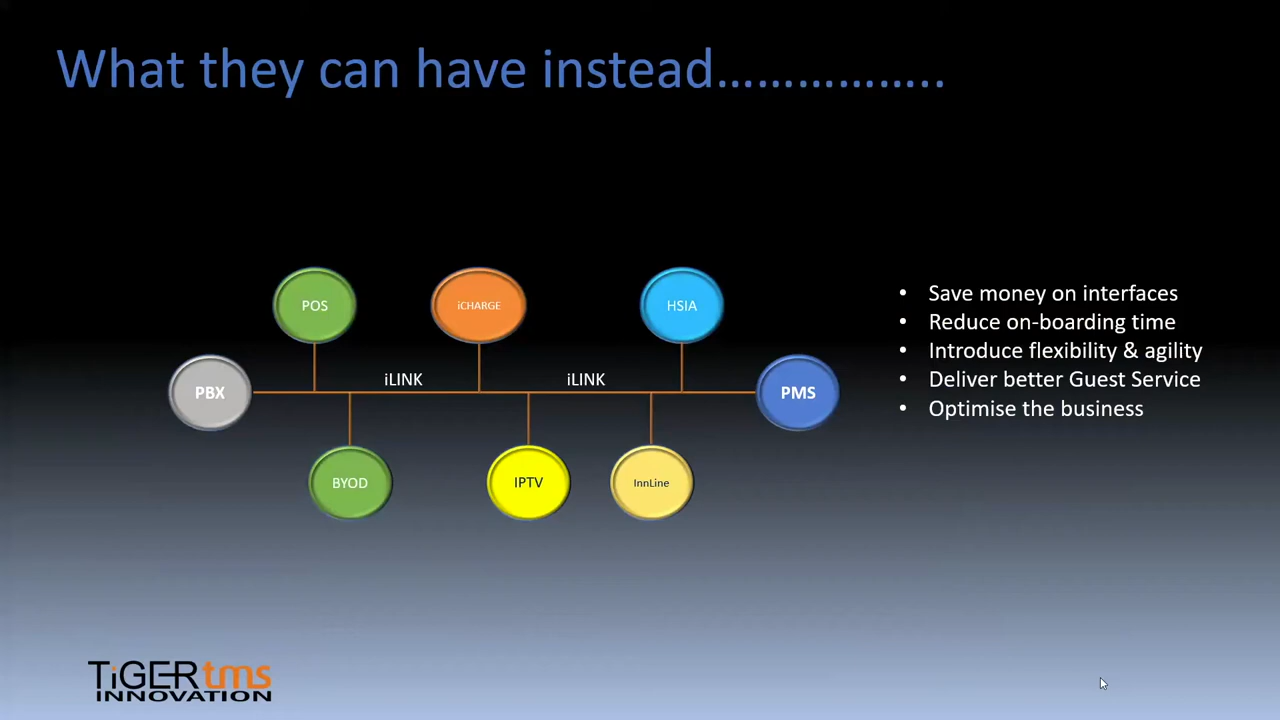 What they can have instead……………..
POS
iCHARGE
HSIA
iLINK
iLINK
PBX
PMS
BYOD
IPTV
InnLine
• Save money on interfaces
• Reduce on-boarding time
• Introduce flexibility & agility
• Deliver better Guest Service
• Optimise the business
TiGERtms
INNOVATION